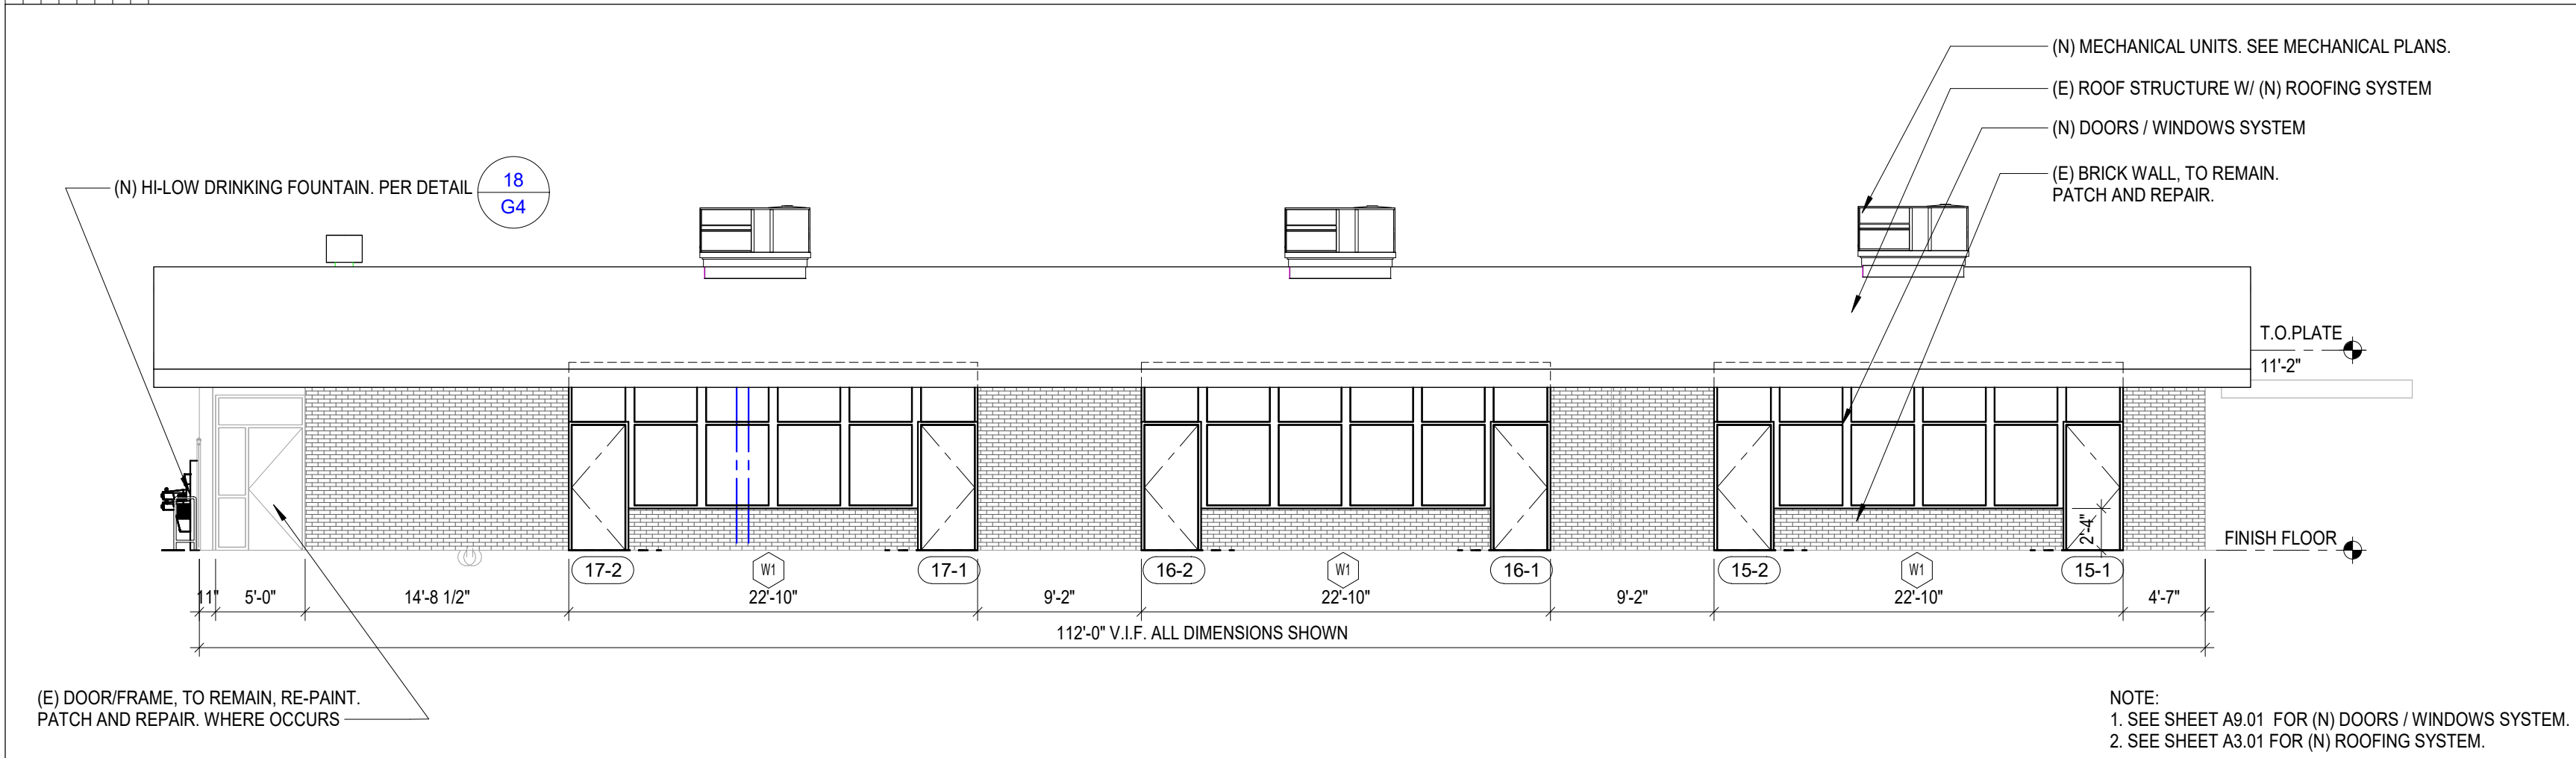 (N) MECHANICAL UNITS. SEE MECHANICAL PLANS.
(E) ROOF STRUCTURE W/ (N) ROOFING SYSTEM
(N) DOORS / WINDOWS SYSTEM
(E) BRICK WALL, TO REMAIN.
PATCH AND REPAIR.
(N) HI-LOW DRINKING FOUNTAIN. PER DETAIL
18
G4
T.O.PLATE
11'-2"
FINISH FLOOR
2'-4"
17-2
W1
17-1
16-2
W1
16-1
15-2
W1
15-1
11"
5'-0"
14'-8 1/2"
22'-10"
9'-2"
22'-10"
9'-2"
22'-10"
4'-7"
112'-0" V.I.F. ALL DIMENSIONS SHOWN
(E) DOOR/FRAME, TO REMAIN, RE-PAINT.
PATCH AND REPAIR. WHERE OCCURS
NOTE:
1. SEE SHEET A9.01 FOR (N) DOORS / WINDOWS SYSTEM.
2. SEE SHEET A3.01 FOR (N) ROOFING SYSTEM.